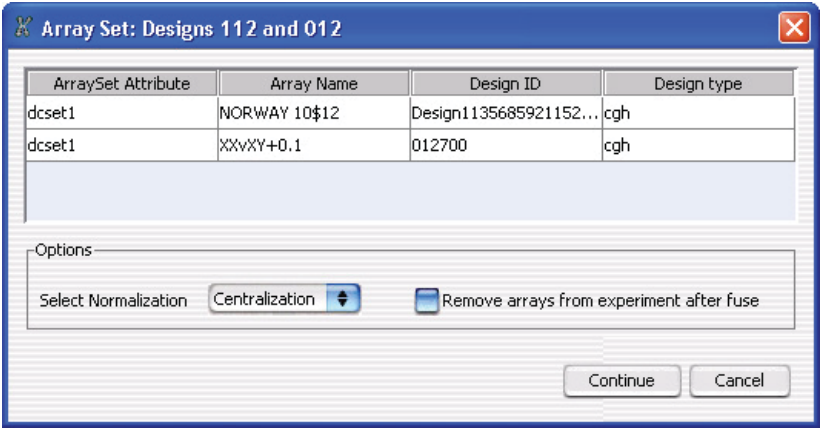 Array Set: Designs 112 and 012
ArraySet Attribute Array Name Design ID Design type
dcset1 NORWAY 10$12 Design1135685921152... cgh
dcset1 XXvXY+0.1 012700 cgh
Options
Select Normalization Centralization Remove arrays from experiment after fuse
Continue Cancel